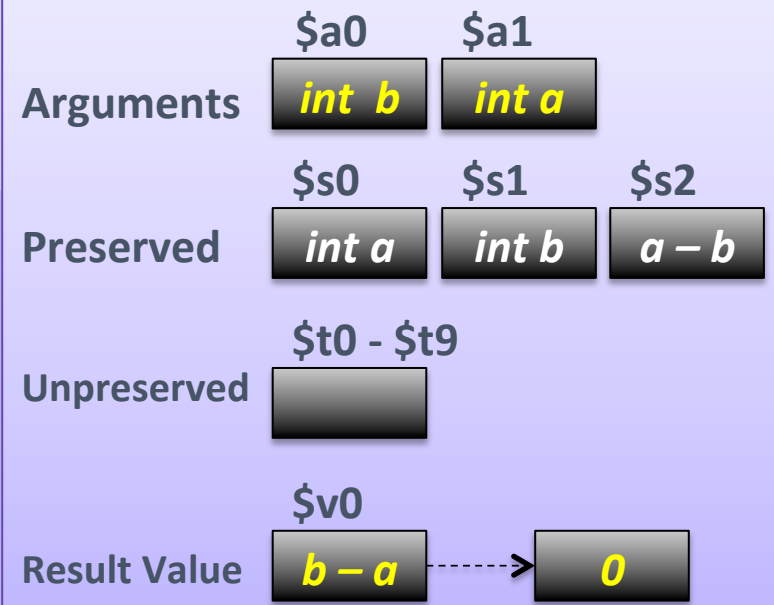 $a0 $a1
Arguments int b int a
$s0 $s1 $s2
Preserved int a int b a – b
$t0 - $t9
Unpreserved
$v0
Result Value b – a 0